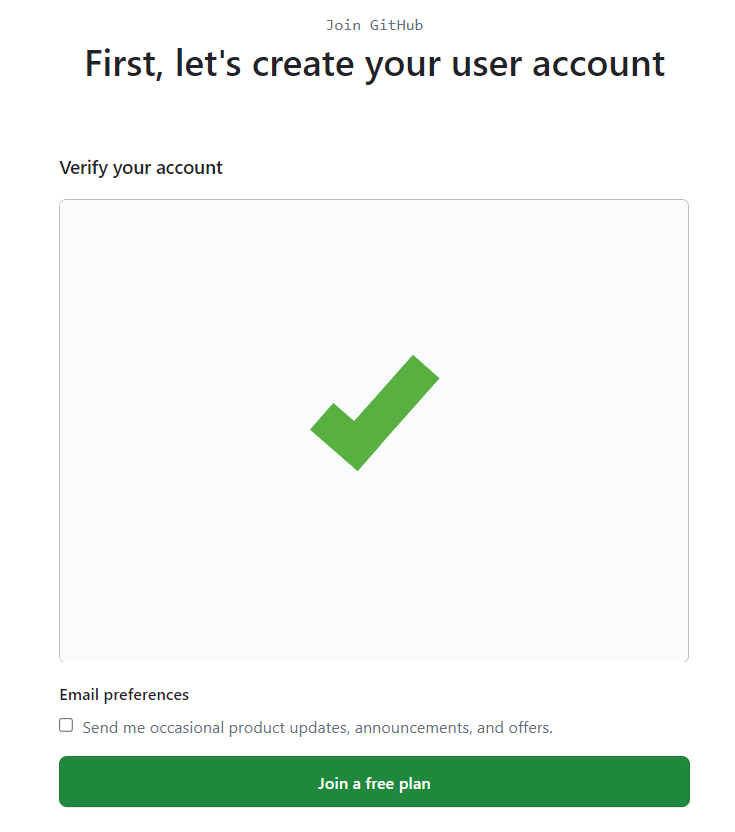 Join GitHub
First, let's create your user account
Verify your account
Email preferences
Send me occasional product updates, announcements, and offers.
Join a free plan